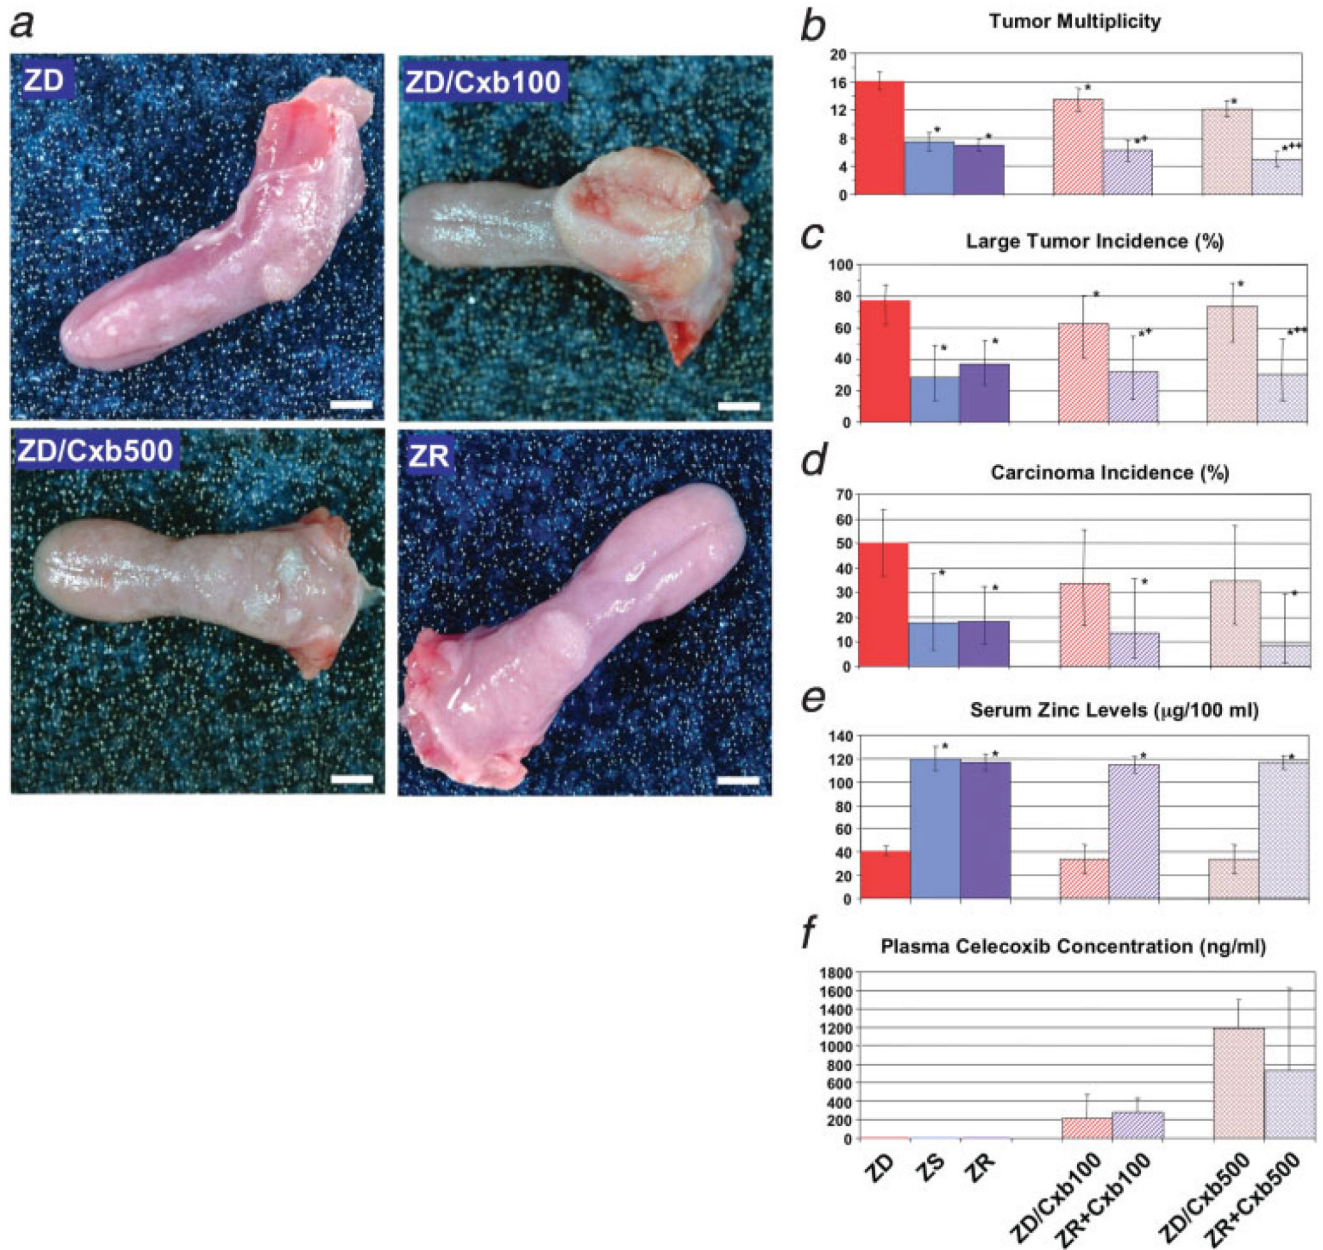 a
ZD
ZD/Cxb100
ZD/Cxb500
ZR
b
Tumor Multiplicity
20
16
12
8
4
0
*
*
*
*+
*
*++
c
Large Tumor Incidence (%)
100
80
60
40
20
0
*
*
*
*+
*
*++
d
Carcinoma Incidence (%)
70
60
50
40
30
20
10
0
*
*
*
*
e
Serum Zinc Levels (μg/100 ml)
140
120
100
80
60
40
20
0
*
*
*
*
f
Plasma Celecoxib Concentration (ng/ml)
1800
1600
1400
1200
1000
800
600
400
200
0
ZD
ZS
ZR
ZD/Cxb100
ZR+Cxb100
ZD/Cxb500
ZR+Cxb500